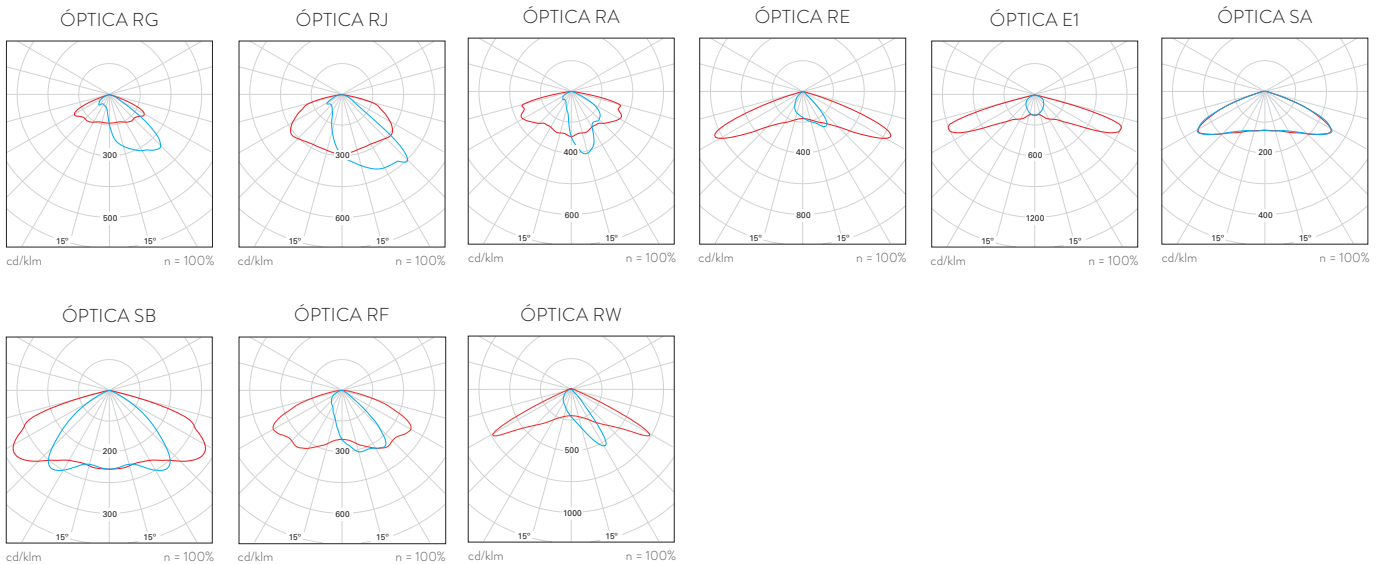 ÓPTICA RG
300
500
15° 15°
cd/klm n = 100%
ÓPTICA RJ
300
600
15° 15°
cd/klm n = 100%
ÓPTICA RA
400
600
15° 15°
cd/klm n = 100%
ÓPTICA RE
400
800
15° 15°
cd/klm n = 100%
ÓPTICA E1
600
1200
15° 15°
cd/klm n = 100%
ÓPTICA SA
200
400
15° 15°
cd/klm n = 100%
ÓPTICA SB
200
300
15° 15°
cd/klm n = 100%
ÓPTICA RF
300
600
15° 15°
cd/klm n = 100%
ÓPTICA RW
500
1000
15° 15°
cd/klm n = 100%